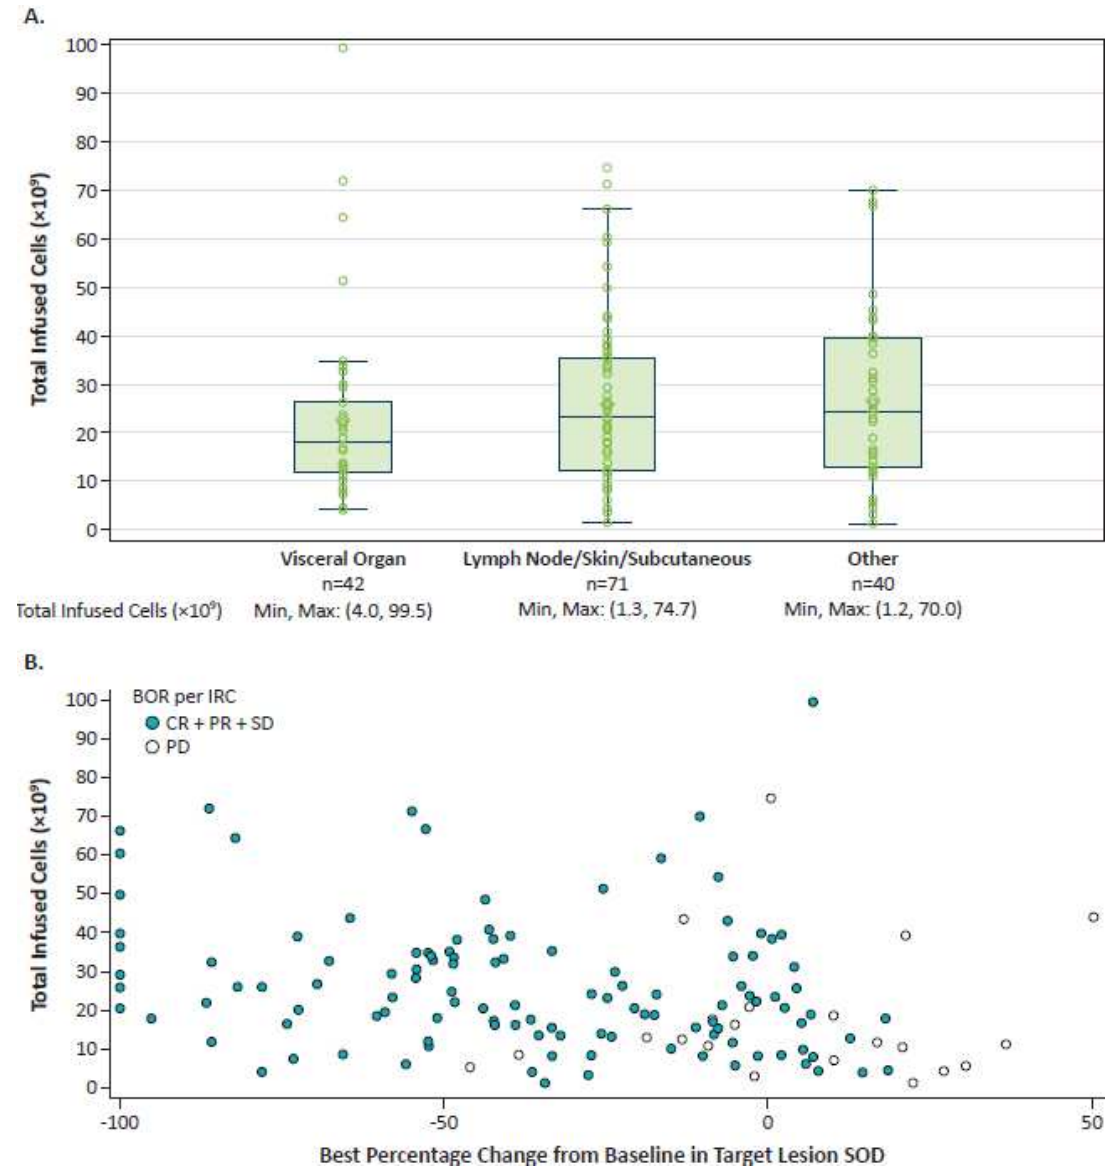 A.
Total Infused Cells (×10⁹)
100
90
80
70
60
50
40
30
20
10
0
Visceral Organ Lymph Node/Skin/Subcutaneous Other
n=42 n=71 n=40
Total Infused Cells (×10⁹) Min, Max: (4.0, 99.5) Min, Max: (1.3, 74.7) Min, Max: (1.2, 70.0)
B.
BOR per IRC
CR + PR + SD
PD
Total Infused Cells (×10⁹)
100
90
80
70
60
50
40
30
20
10
0
-100 -50 0 50
Best Percentage Change from Baseline in Target Lesion SOD